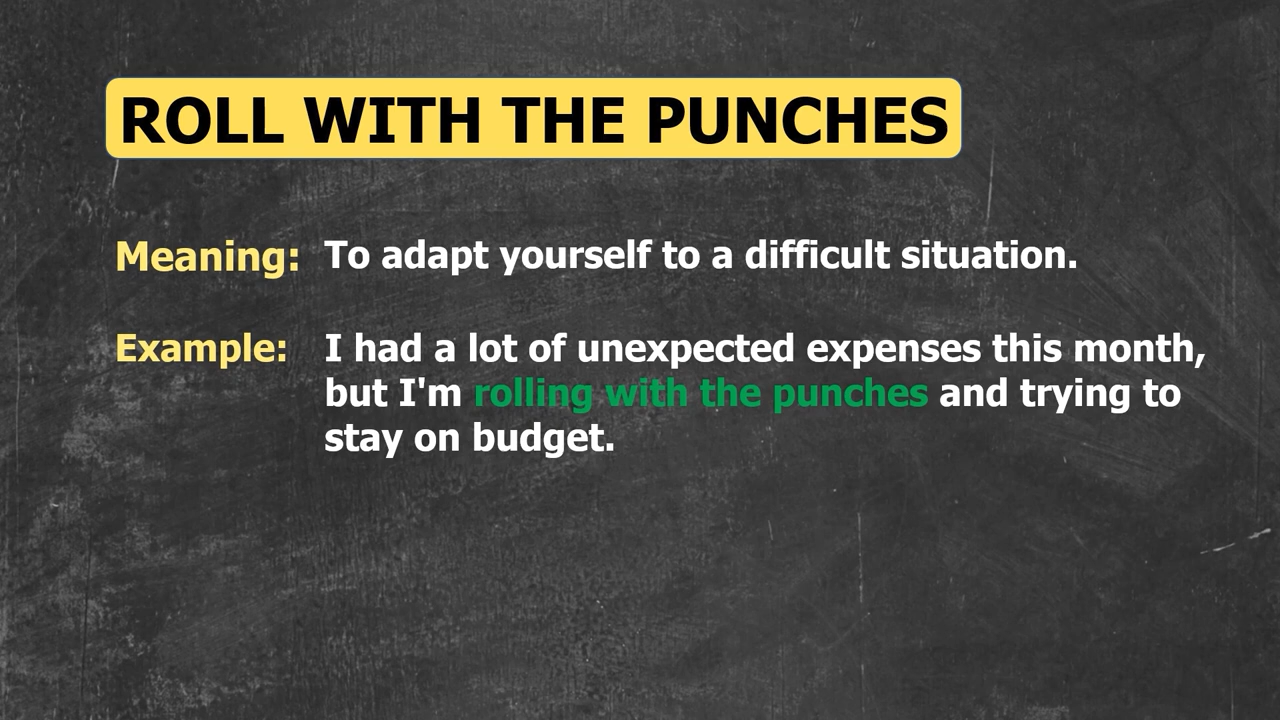 ROLL WITH THE PUNCHES
Meaning: To adapt yourself to a difficult situation.
Example: I had a lot of unexpected expenses this month,
but I'm rolling with the punches and trying to
stay on budget.